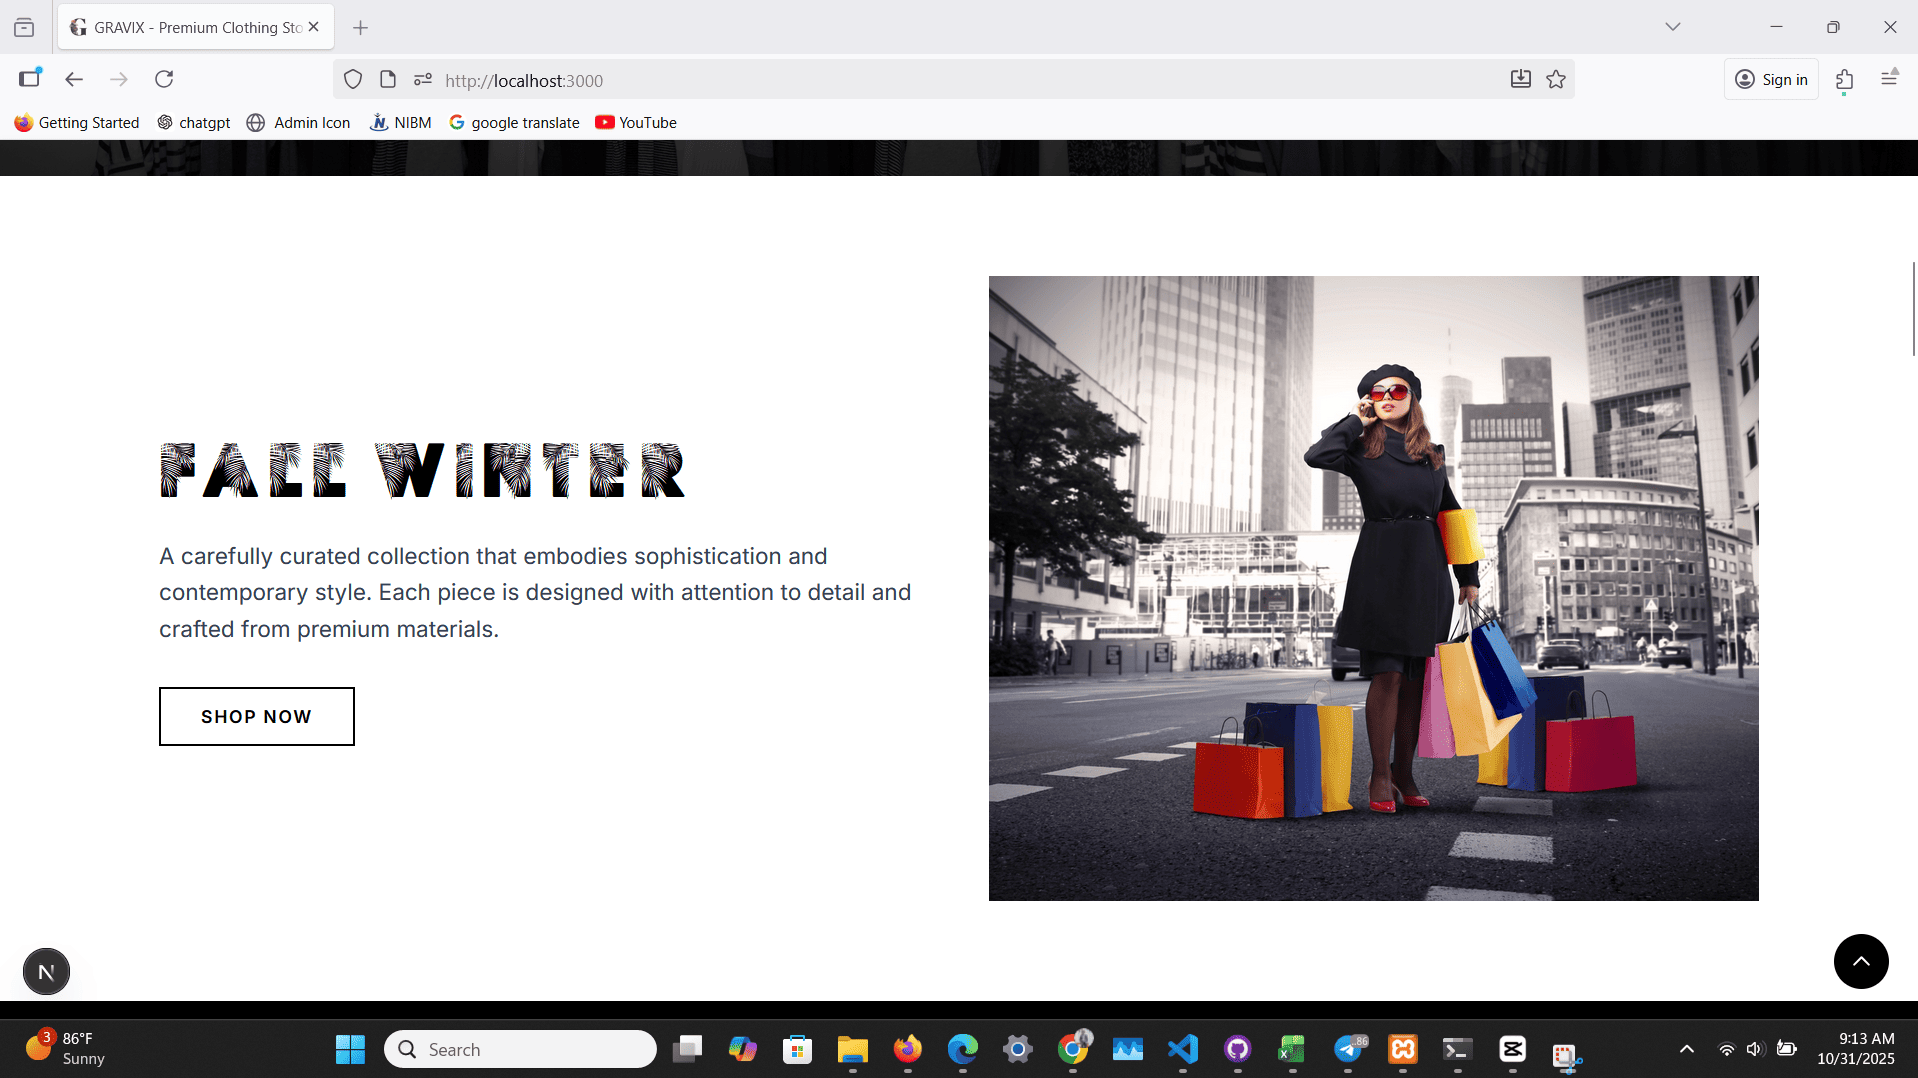 GRAVIX - Premium Clothing Sto
http://localhost:3000
Sign in
Getting Started
chatgpt
Admin Icon
NIBM
google translate
YouTube
FALL WINTER
A carefully curated collection that embodies sophistication and
contemporary style. Each piece is designed with attention to detail and
crafted from premium materials.
SHOP NOW
N
3
86°F
Sunny
Search
.86
9:13 AM
10/31/2025